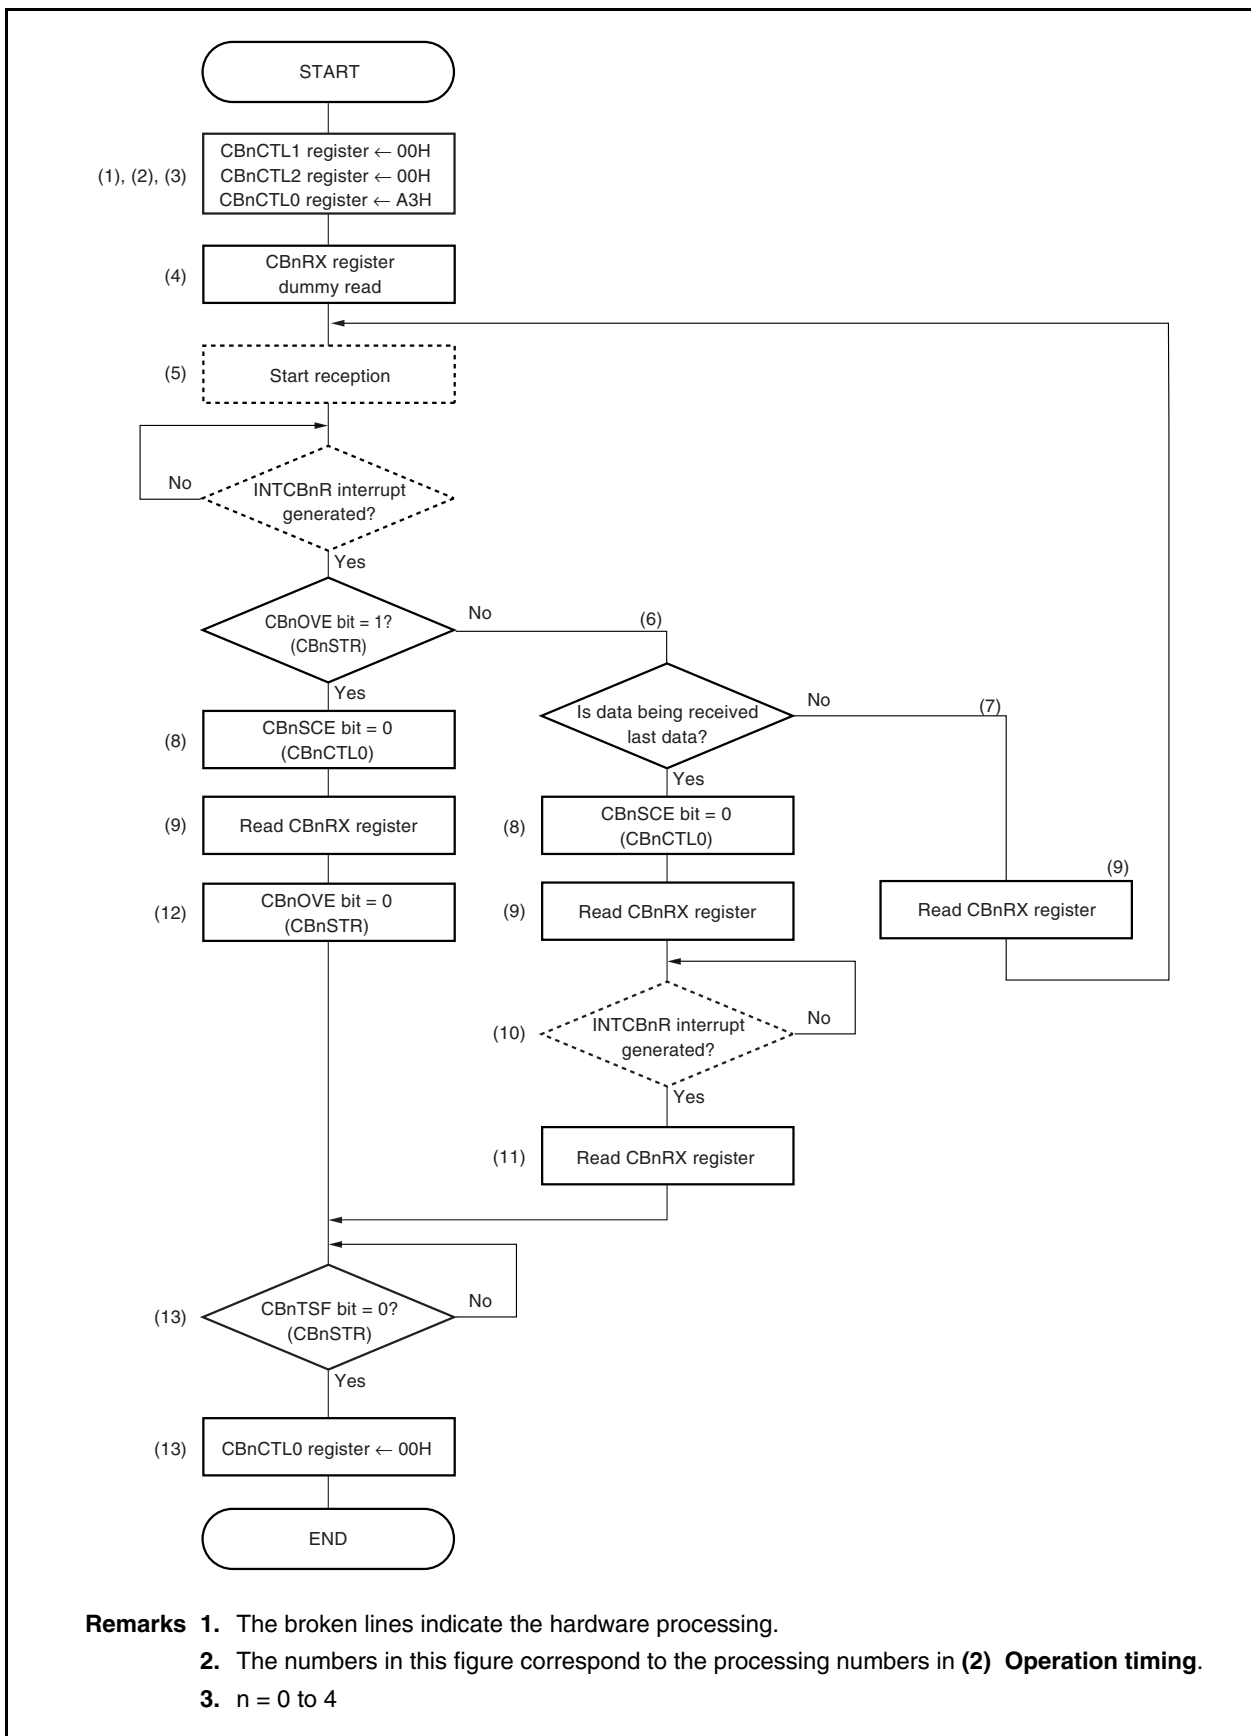 START
CBnCTL1 register ← 00H
(1), (2), (3)
CBnCTL2 register ← 00H
CBnCTL0 register ← A3H
(4)
CBnRX register
dummy read
(5)
Start reception
No
INTCBnR interrupt
generated?
Yes
CBnOVE bit = 1?
(CBnSTR)
No
(6)
Yes
Is data being received
last data?
No
(7)
Yes
(8)
CBnSCE bit = 0
(CBnCTL0)
(8)
CBnSCE bit = 0
(CBnCTL0)
(9)
Read CBnRX register
(9)
Read CBnRX register
(9)
Read CBnRX register
(12)
CBnOVE bit = 0
(CBnSTR)
(10)
INTCBnR interrupt
generated?
No
Yes
(11)
Read CBnRX register
(13)
CBnTSF bit = 0?
(CBnSTR)
No
Yes
(13)
CBnCTL0 register ← 00H
END
Remarks 1. The broken lines indicate the hardware processing.
2. The numbers in this figure correspond to the processing numbers in (2) Operation timing.
3. n = 0 to 4